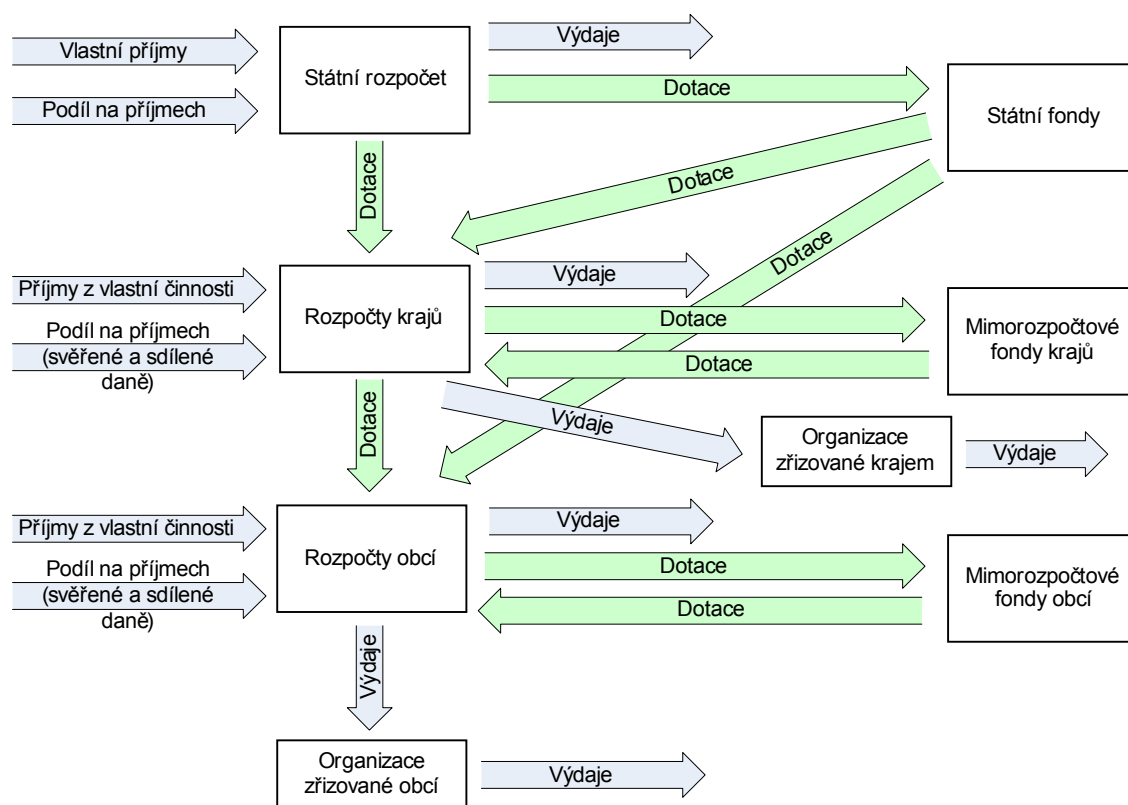 Vlastní příjmy
Podíl na příjmech
Státní rozpočet
Výdaje
Dotace
Státní fondy
Dotace
Dotace
Dotace
Příjmy z vlastní činnosti
Podíl na příjmech
(svěřené a sdílené
daně)
Rozpočty krajů
Výdaje
Dotace
Dotace
Mimorozpočtové
fondy krajů
Dotace
Výdaje
Organizace
zřizované krajem
Výdaje
Příjmy z vlastní činnosti
Podíl na příjmech
(svěřené a sdílené
daně)
Rozpočty obcí
Výdaje
Dotace
Dotace
Mimorozpočtové
fondy obcí
Výdaje
Organizace
zřizované obcí
Výdaje